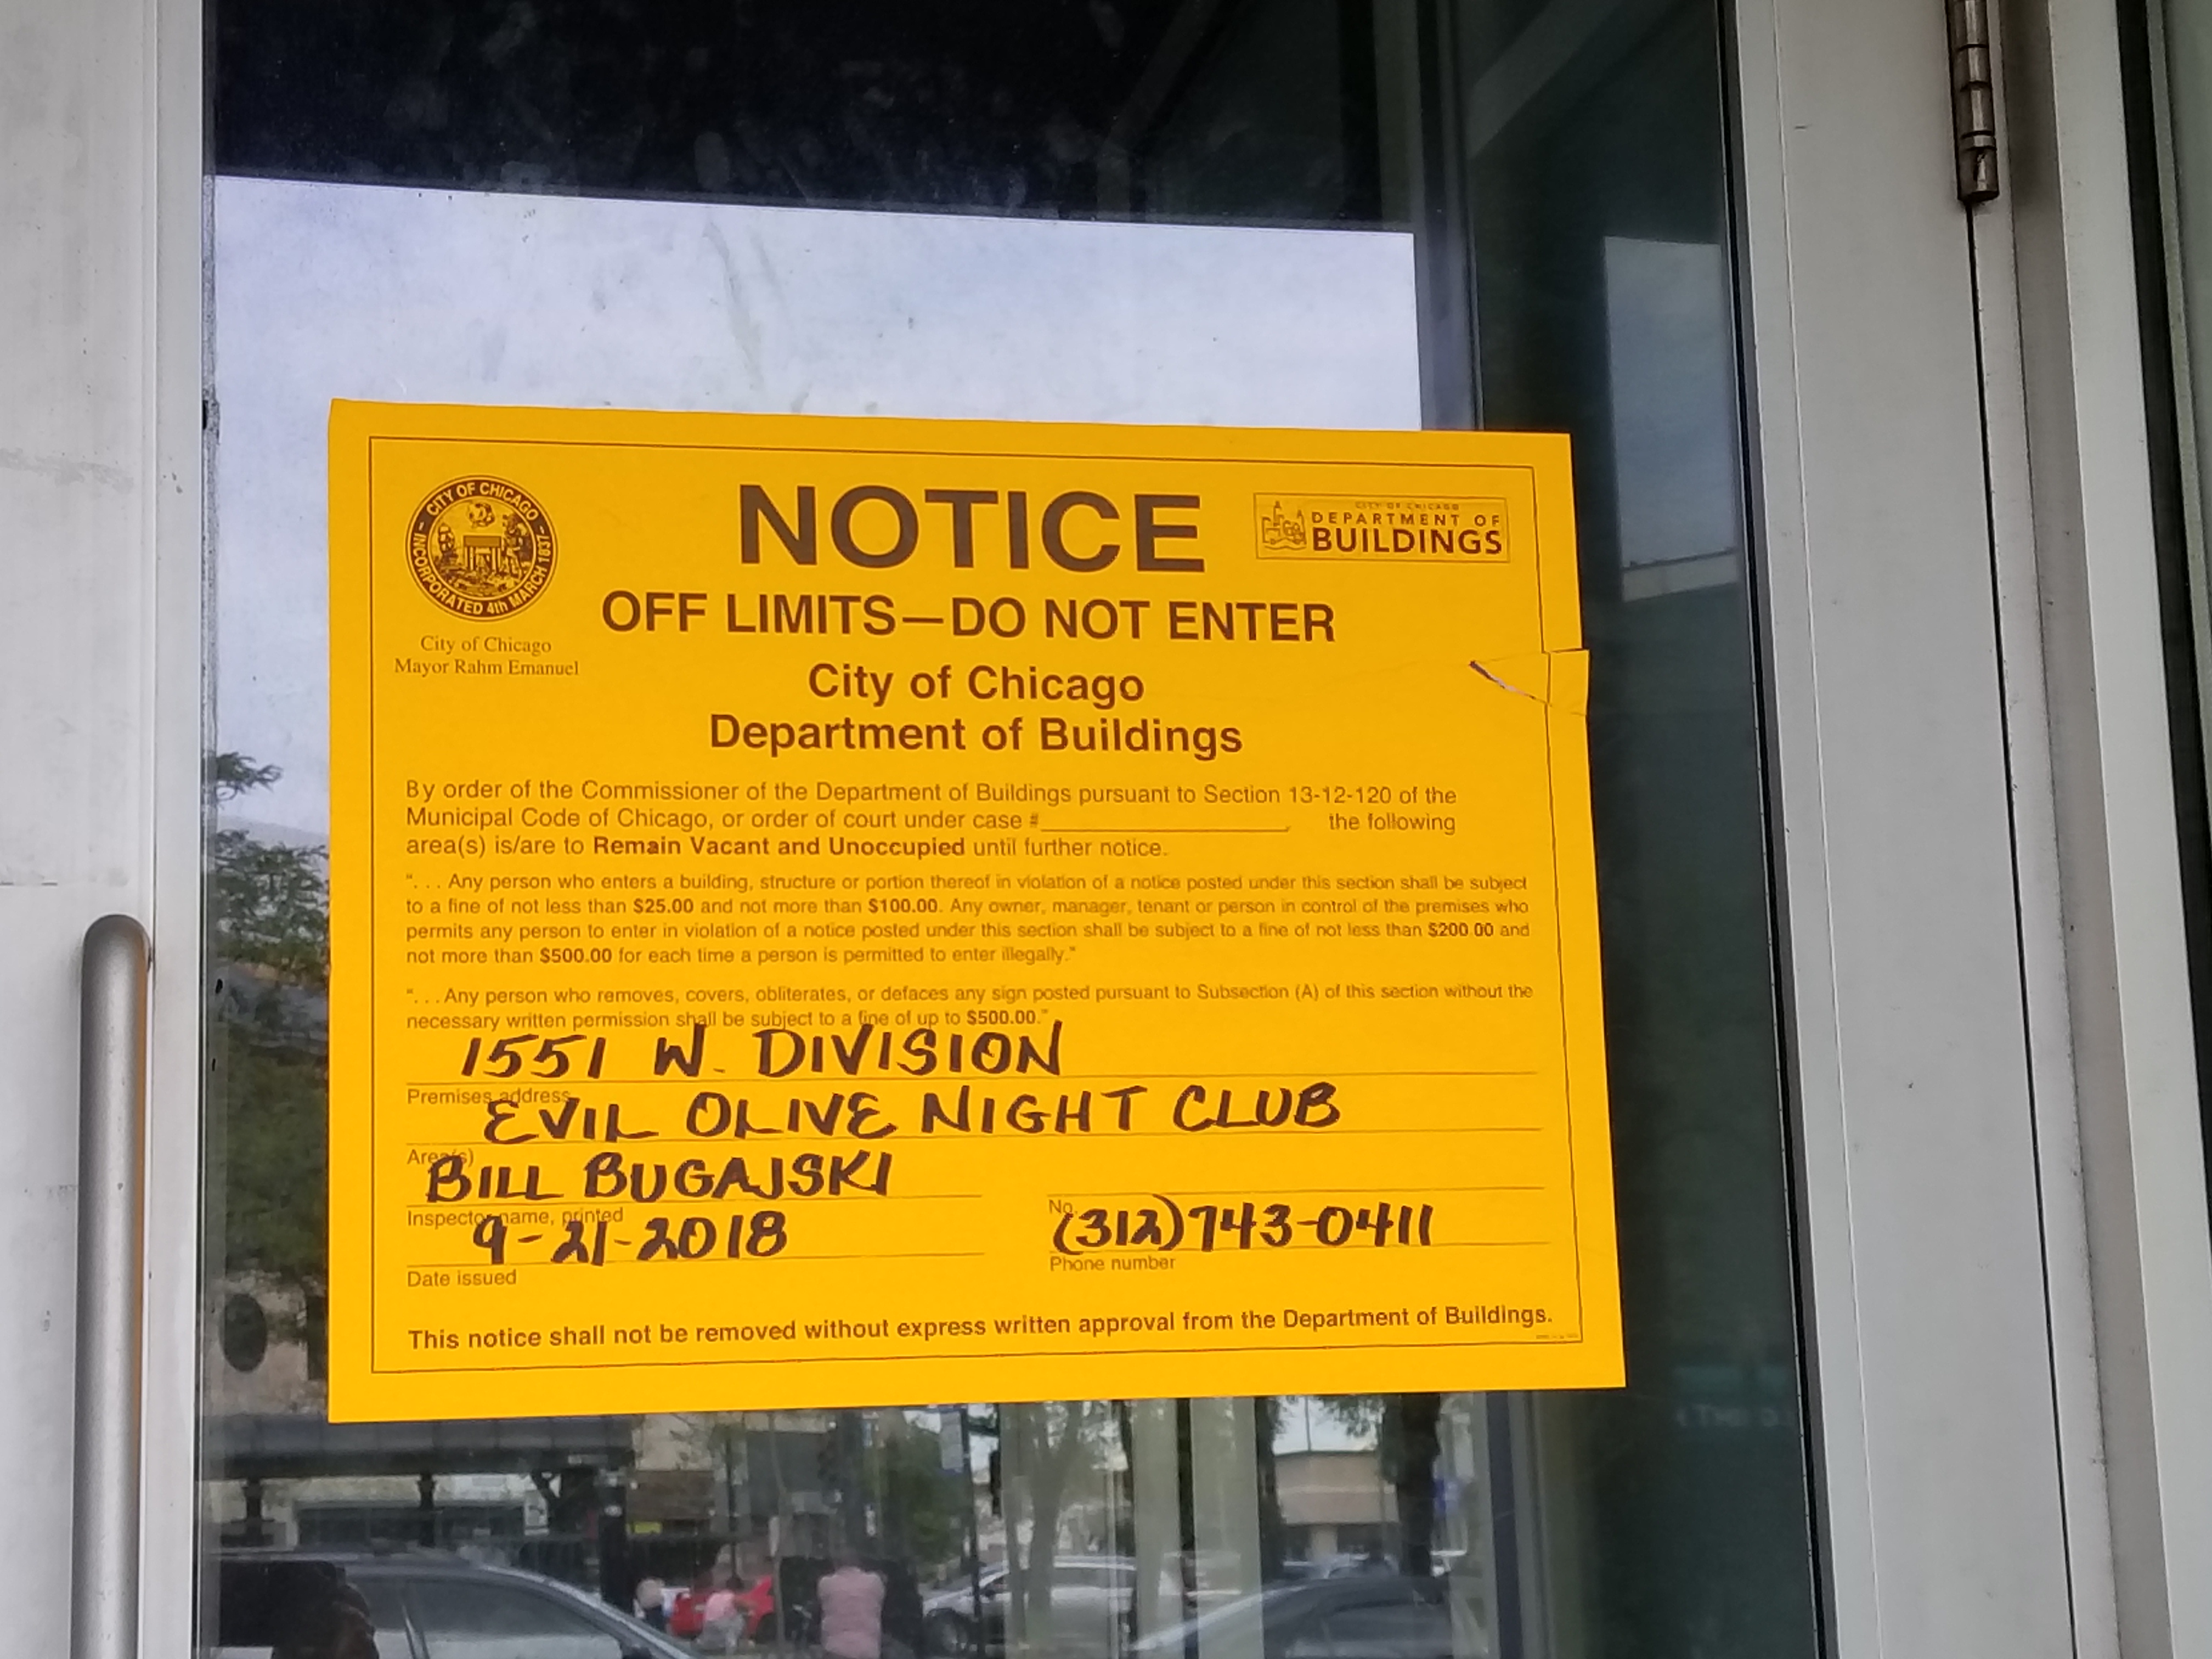 CITY OF CHICAGO
INCORPORATED 4th MARCH 1837
City of Chicago
Mayor Rahm Emanuel
NOTICE
CITY OF CHICAGO
DEPARTMENT OF
BUILDINGS
OFF LIMITS—DO NOT ENTER
City of Chicago
Department of Buildings
By order of the Commissioner of the Department of Buildings pursuant to Section 13-12-120 of the
Municipal Code of Chicago, or order of court under case #____________, the following
area(s) is/are to Remain Vacant and Unoccupied until further notice.
“. . . Any person who enters a building, structure or portion thereof in violation of a notice posted under this section shall be subject
to a fine of not less than $25.00 and not more than $100.00. Any owner, manager, tenant or person in control of the premises who
permits any person to enter in violation of a notice posted under this section shall be subject to a fine of not less than $200.00 and
not more than $500.00 for each time a person is permitted to enter illegally.”
“. . . Any person who removes, covers, obliterates, or defaces any sign posted pursuant to Subsection (A) of this section without the
necessary written permission shall be subject to a fine of up to $500.00.”
1551 W. DIVISION
Premises address
EVIL OLIVE NIGHT CLUB
Area(s)
BILL BUGAJSKI
Inspector name, printed
No.
9-21-2018
(312)743-0411
Date issued
Phone number
This notice shall not be removed without express written approval from the Department of Buildings.